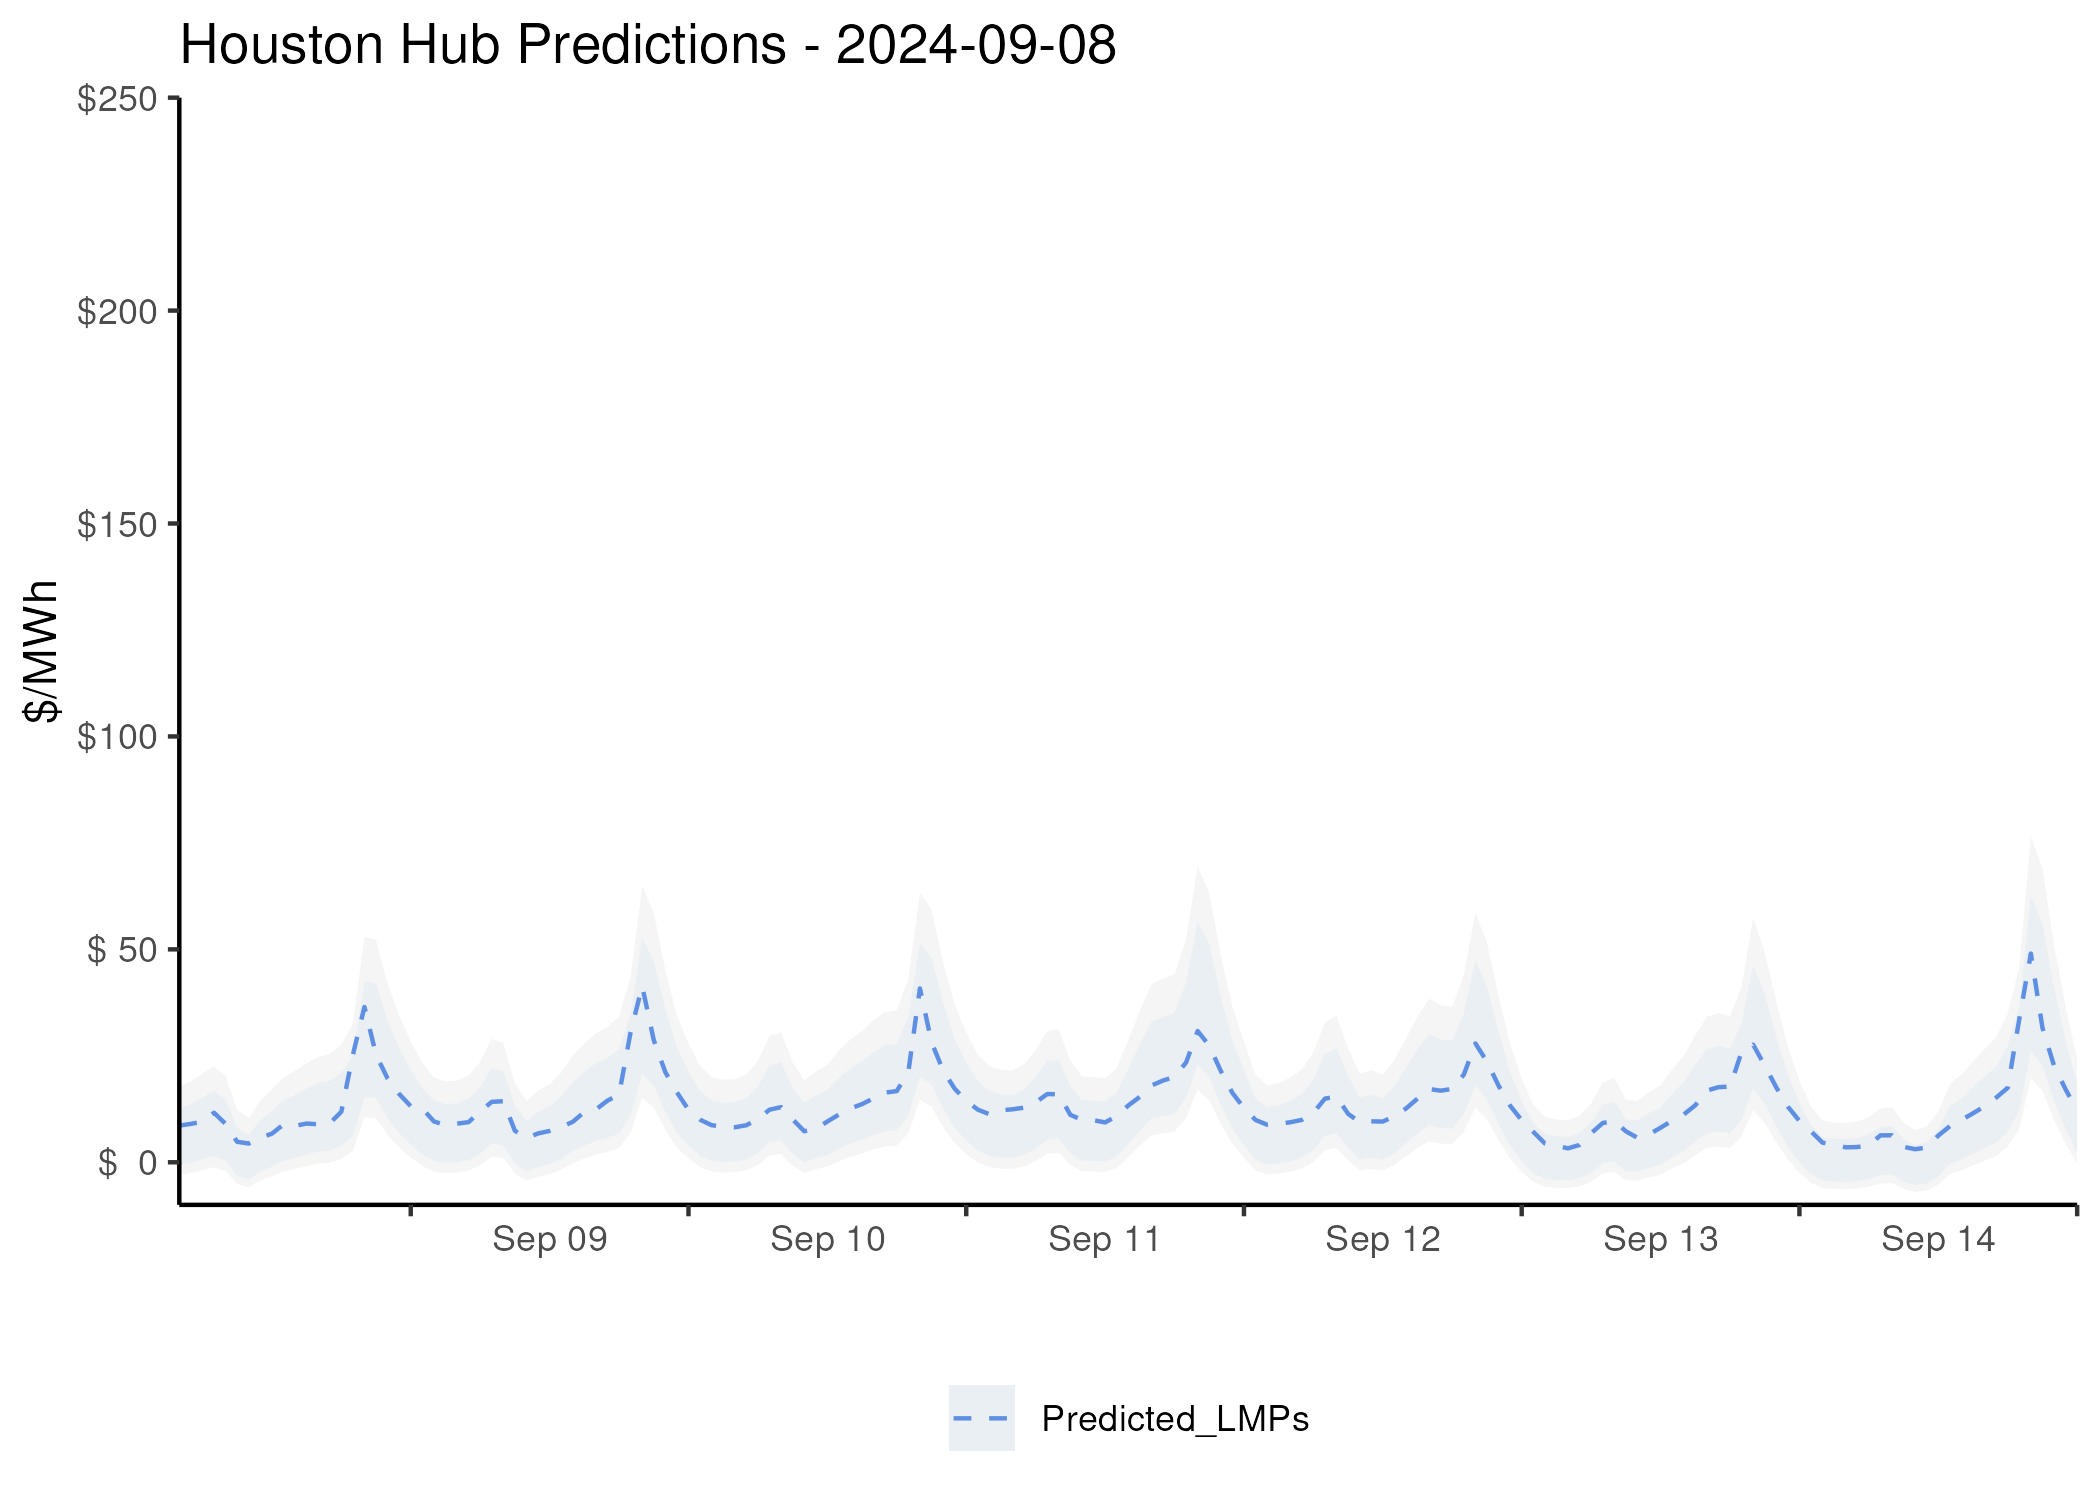 Houston Hub Predictions - 2024-09-08
$250
$200
$150
$100
$ 50
$  0
$/MWh
Sep 09
Sep 10
Sep 11
Sep 12
Sep 13
Sep 14
Predicted_LMPs